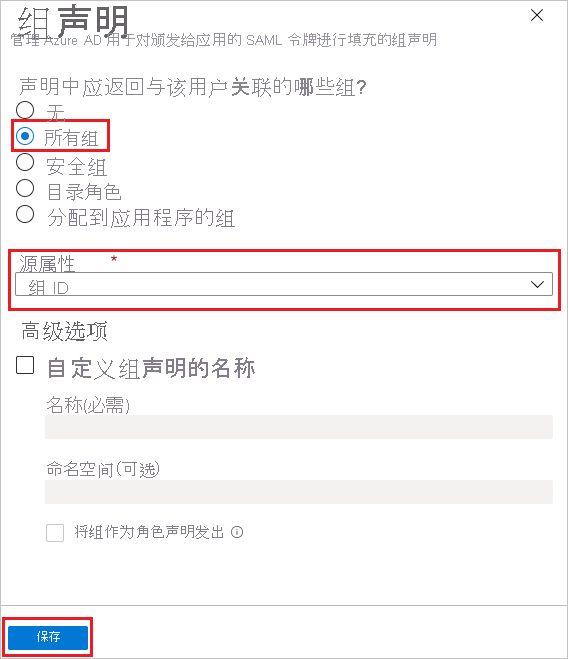 组声明
管理 Azure AD 用于对颁发给应用的 SAML 令牌进行填充的组声明
声明中应返回与该用户关联的哪些组?
无
所有组
安全组
目录角色
分配到应用程序的组
源属性 *
组 ID
高级选项
自定义组声明的名称
名称(必需)
命名空间(可选)
将组作为角色声明发出
保存